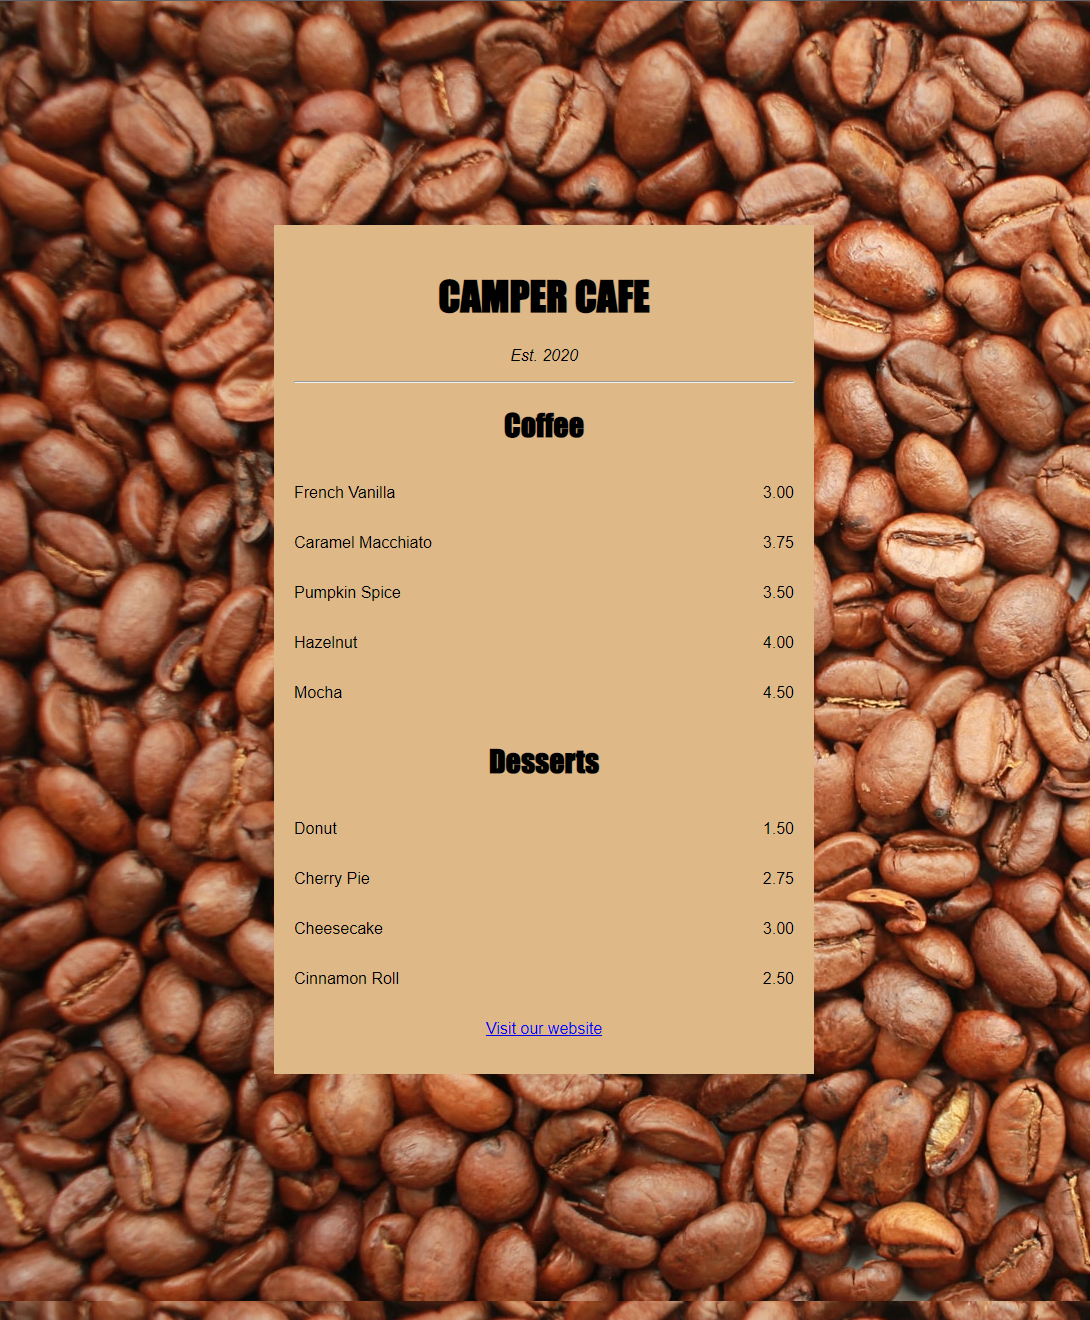 CAMPER CAFE
Est. 2020
Coffee
French Vanilla 3.00
Caramel Macchiato 3.75
Pumpkin Spice 3.50
Hazelnut 4.00
Mocha 4.50
Desserts
Donut 1.50
Cherry Pie 2.75
Cheesecake 3.00
Cinnamon Roll 2.50
Visit our website